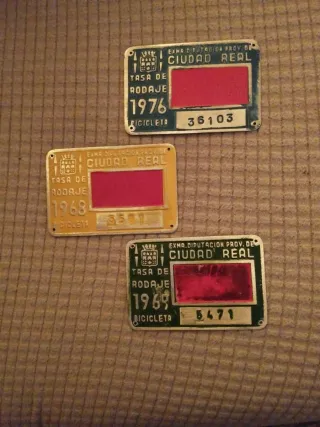 EXMA. DIPUTACION PROV. DE
CIUDAD REAL
TASA DE
RODAJE
1976
BICICLETA
36103
CIUDAD REAL
TASA DE
RODAJE
1968
BICICLETA
EXMA. DIPUTACION PROV. DE
CIUDAD REAL
TASA DE
RODAJE
1969
BICICLETA
5471